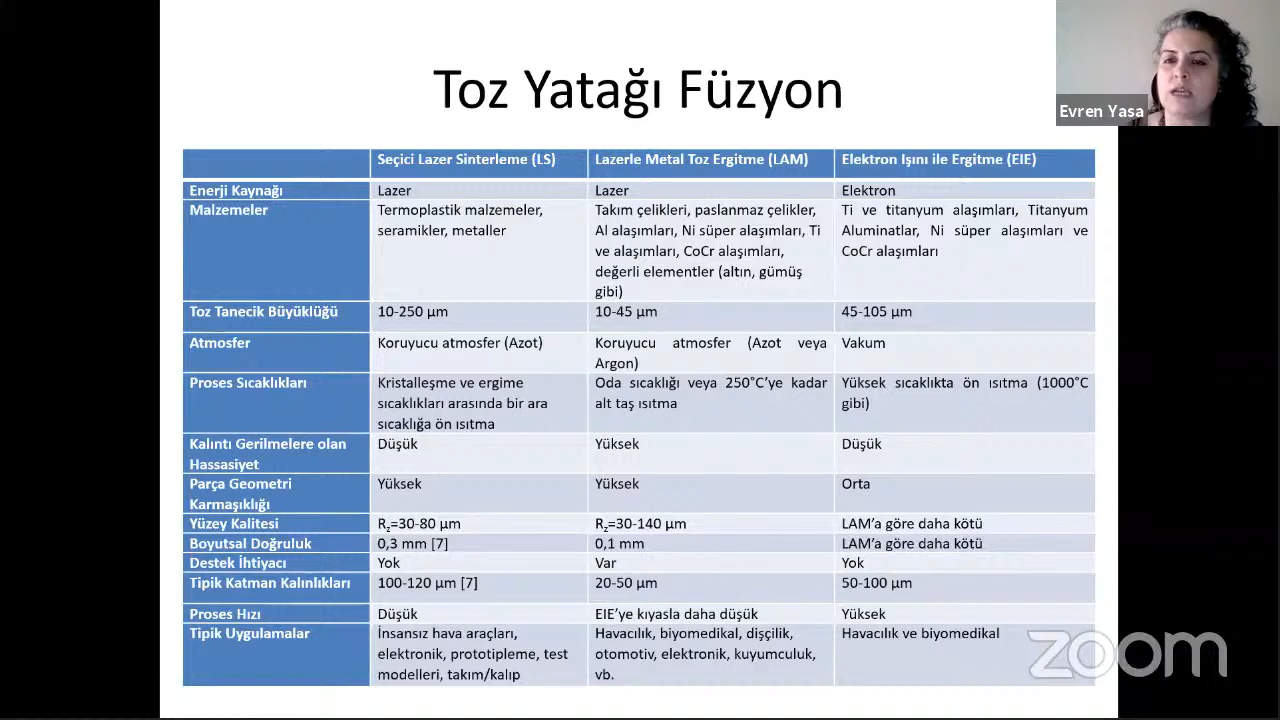 Toz Yatağı Füzyon
Evren Yasa
Seçici Lazer Sinterleme (LS) Lazerle Metal Toz Ergitme (LAM) Elektron Işını ile Ergitme (EIE)
Enerji Kaynağı Lazer Lazer Elektron
Malzemeler Termoplastik malzemeler, Takım çelikleri, paslanmaz çelikler, Ti ve titanyum alaşımları, Titanyum
seramikler, metaller Al alaşımları, Ni süper alaşımları, Ti Aluminatlar, Ni süper alaşımları ve
ve alaşımları, CoCr alaşımları, CoCr alaşımları
değerli elementler (altın, gümüş
gibi)
Toz Tanecik Büyüklüğü 10-250 µm 10-45 µm 45-105 µm
Atmosfer Koruyucu atmosfer (Azot) Koruyucu atmosfer (Azot veya Vakum
Argon)
Proses Sıcaklıkları Kristalleşme ve ergime Oda sıcaklığı veya 250°C’ye kadar Yüksek sıcaklıkta ön ısıtma (1000°C
sıcaklıkları arasında bir ara alt taş ısıtma gibi)
sıcaklığa ön ısıtma
Kalıntı Gerilmelere olan Düşük Yüksek Düşük
Hassasiyet
Parça Geometri Yüksek Yüksek Orta
Karmaşıklığı
Yüzey Kalitesi Rz=30-80 µm Rz=30-140 µm LAM’a göre daha kötü
Boyutsal Doğruluk 0,3 mm [7] 0,1 mm LAM’a göre daha kötü
Destek İhtiyacı Yok Var Yok
Tipik Katman Kalınlıkları 100-120 µm [7] 20-50 µm 50-100 µm
Proses Hızı Düşük EIE’ye kıyasla daha düşük Yüksek
Tipik Uygulamalar İnsansız hava araçları, Havacılık, biyomedikal, dişçilik, Havacılık ve biyomedikal
elektronik, prototipleme, test otomotiv, elektronik, kuyumculuk,
modelleri, takım/kalıp vb.
zoom